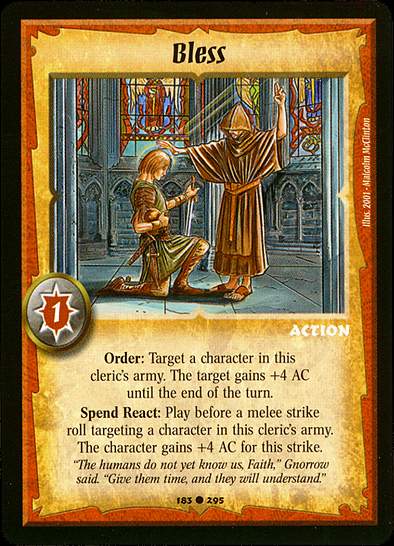 Bless
Illus. 2001 - Malcolm McClinton
1
ACTION
Order: Target a character in this
cleric's army. The target gains +4 AC
until the end of the turn.
Spend React: Play before a melee strike
roll targeting a character in this cleric's army.
The character gains +4 AC for this strike.
"The humans do not yet know us, Faith," Gnorrow
said. "Give them time, and they will understand."
183 ● 295